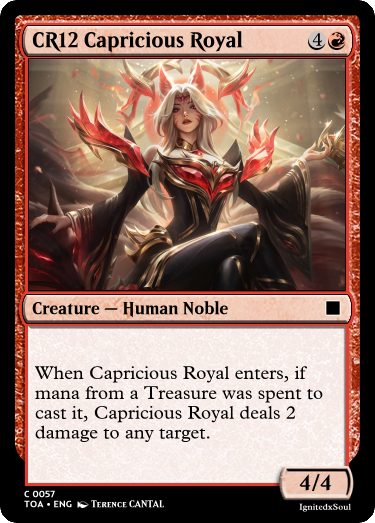 CR12 Capricious Royal 4
Creature — Human Noble
When Capricious Royal enters, if
mana from a Treasure was spent to
cast it, Capricious Royal deals 2
damage to any target.
4/4
C 0057
TOA • ENG Terence CANTAL
IgnitedxSoul